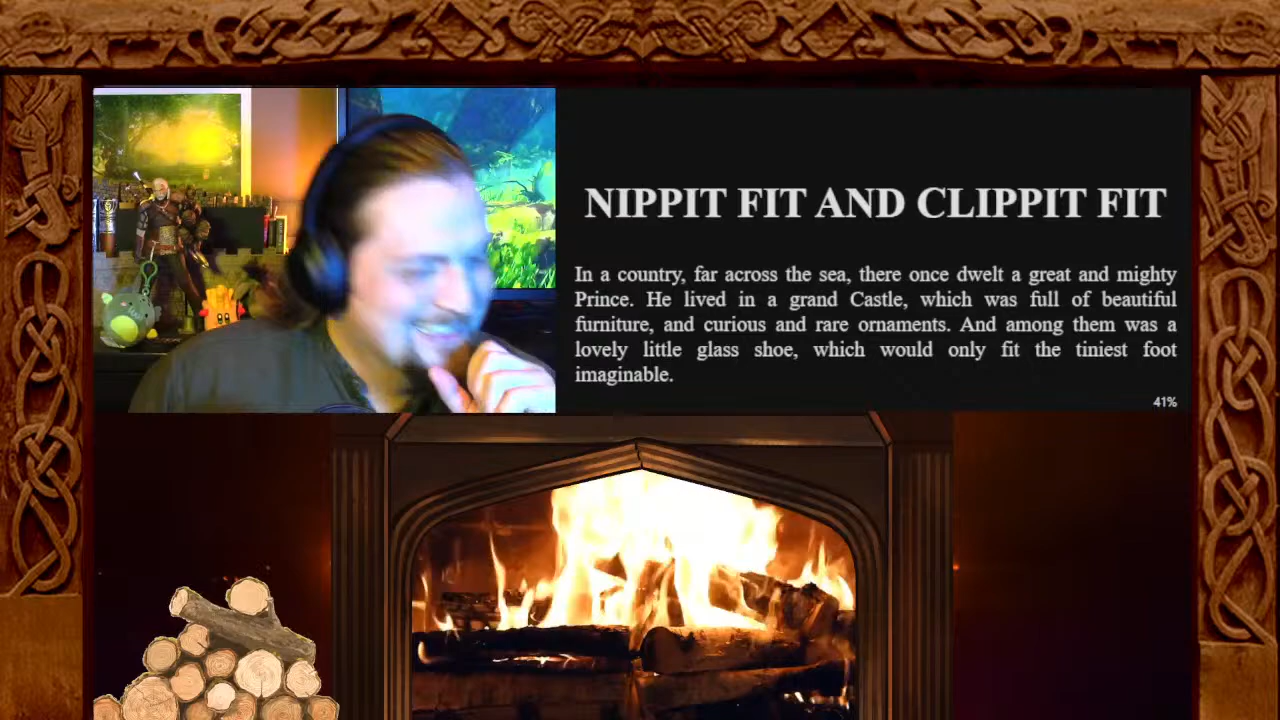 NIPPIT FIT AND CLIPPIT FIT
In a country, far across the sea, there once dwelt a great and mighty
Prince. He lived in a grand Castle, which was full of beautiful
furniture, and curious and rare ornaments. And among them was a
lovely little glass shoe, which would only fit the tiniest foot
imaginable.
41%